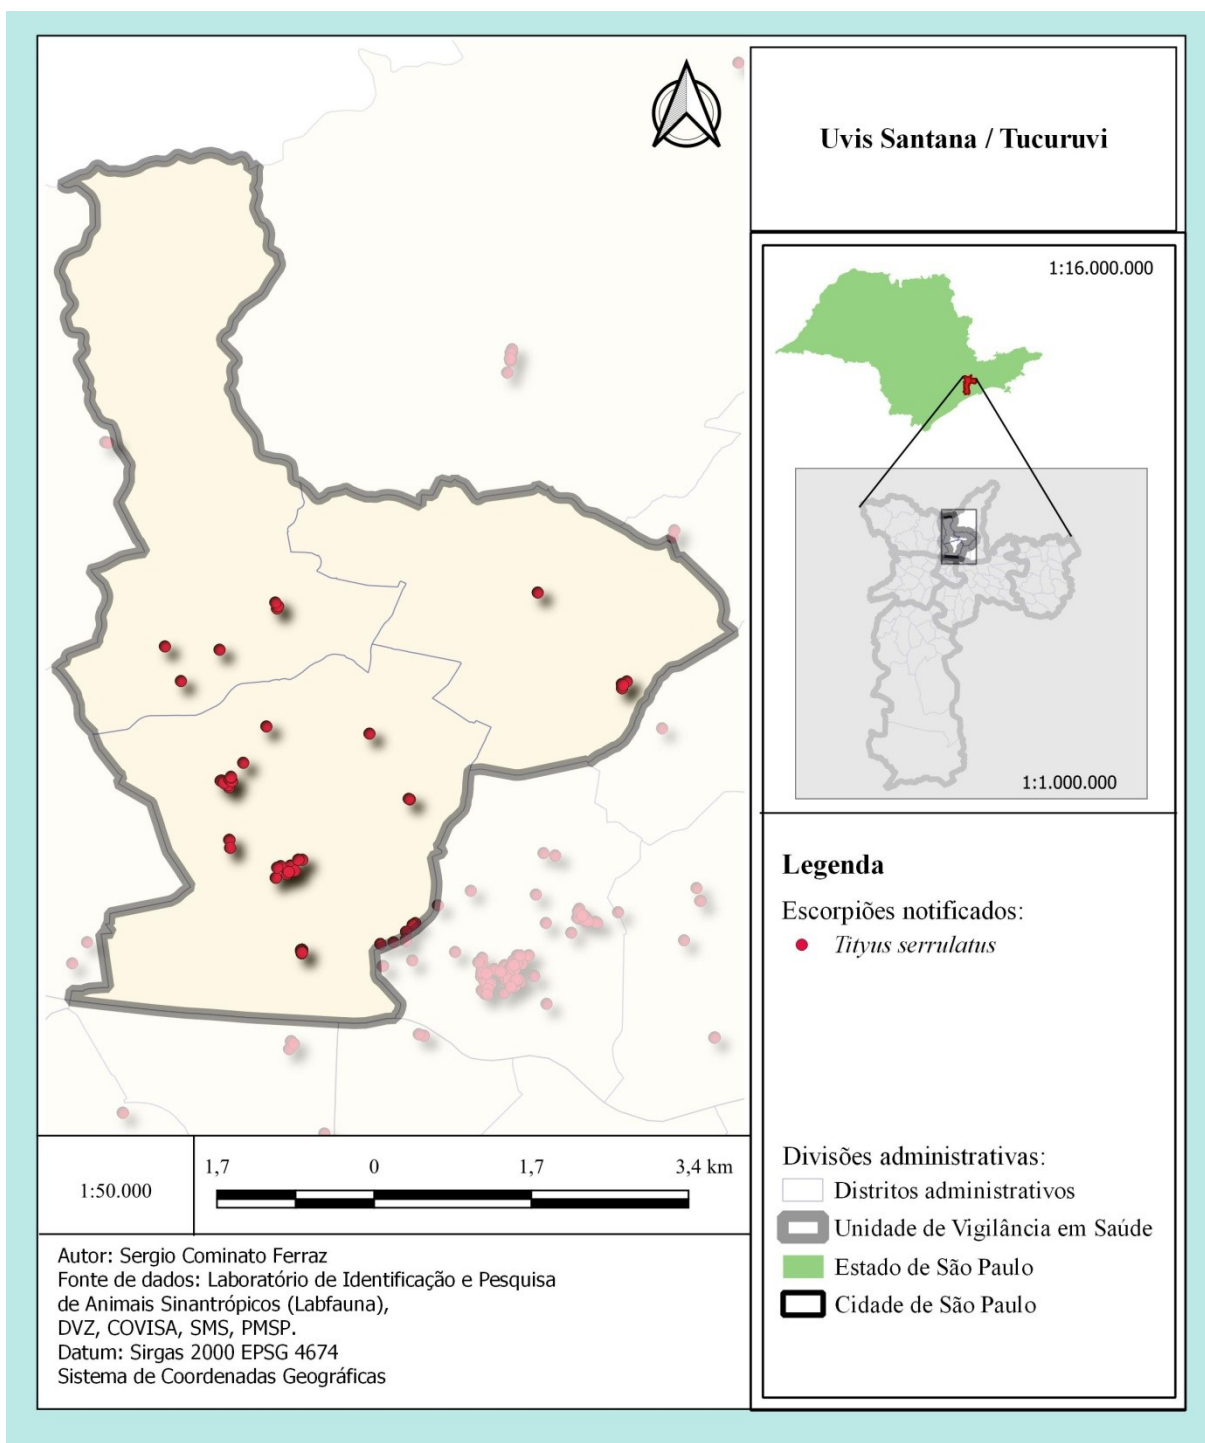 Uvis Santana / Tucuruvi
1:16.000.000
1:1.000.000
Legenda
Escorpiões notificados:
Tityus serrulatus
Divisões administrativas:
Distritos administrativos
Unidade de Vigilância em Saúde
Estado de São Paulo
Cidade de São Paulo
1:50.000
1,7 0 1,7 3,4 km
Autor: Sergio Cominato Ferraz
Fonte de dados: Laboratório de Identificação e Pesquisa
de Animais Sinantrópicos (Labfauna),
DVZ, COVISA, SMS, PMSP.
Datum: Sirgas 2000 EPSG 4674
Sistema de Coordenadas Geográficas